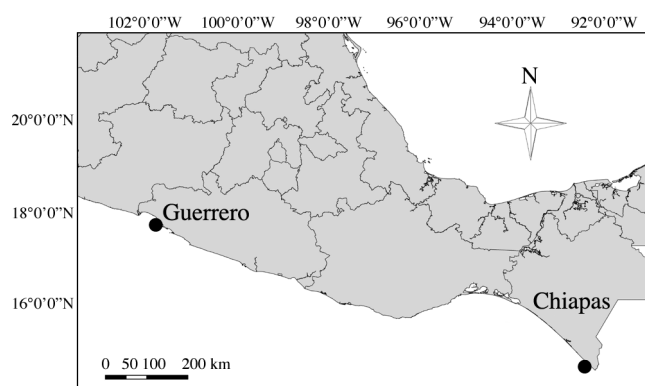 102°0’0”W 100°0’0”W 98°0’0”W 96°0’0”W 94°0’0”W 92°0’0”W
N
20°0’0”N
18°0’0”N
Guerrero
16°0’0”N
Chiapas
0 50 100 200 km